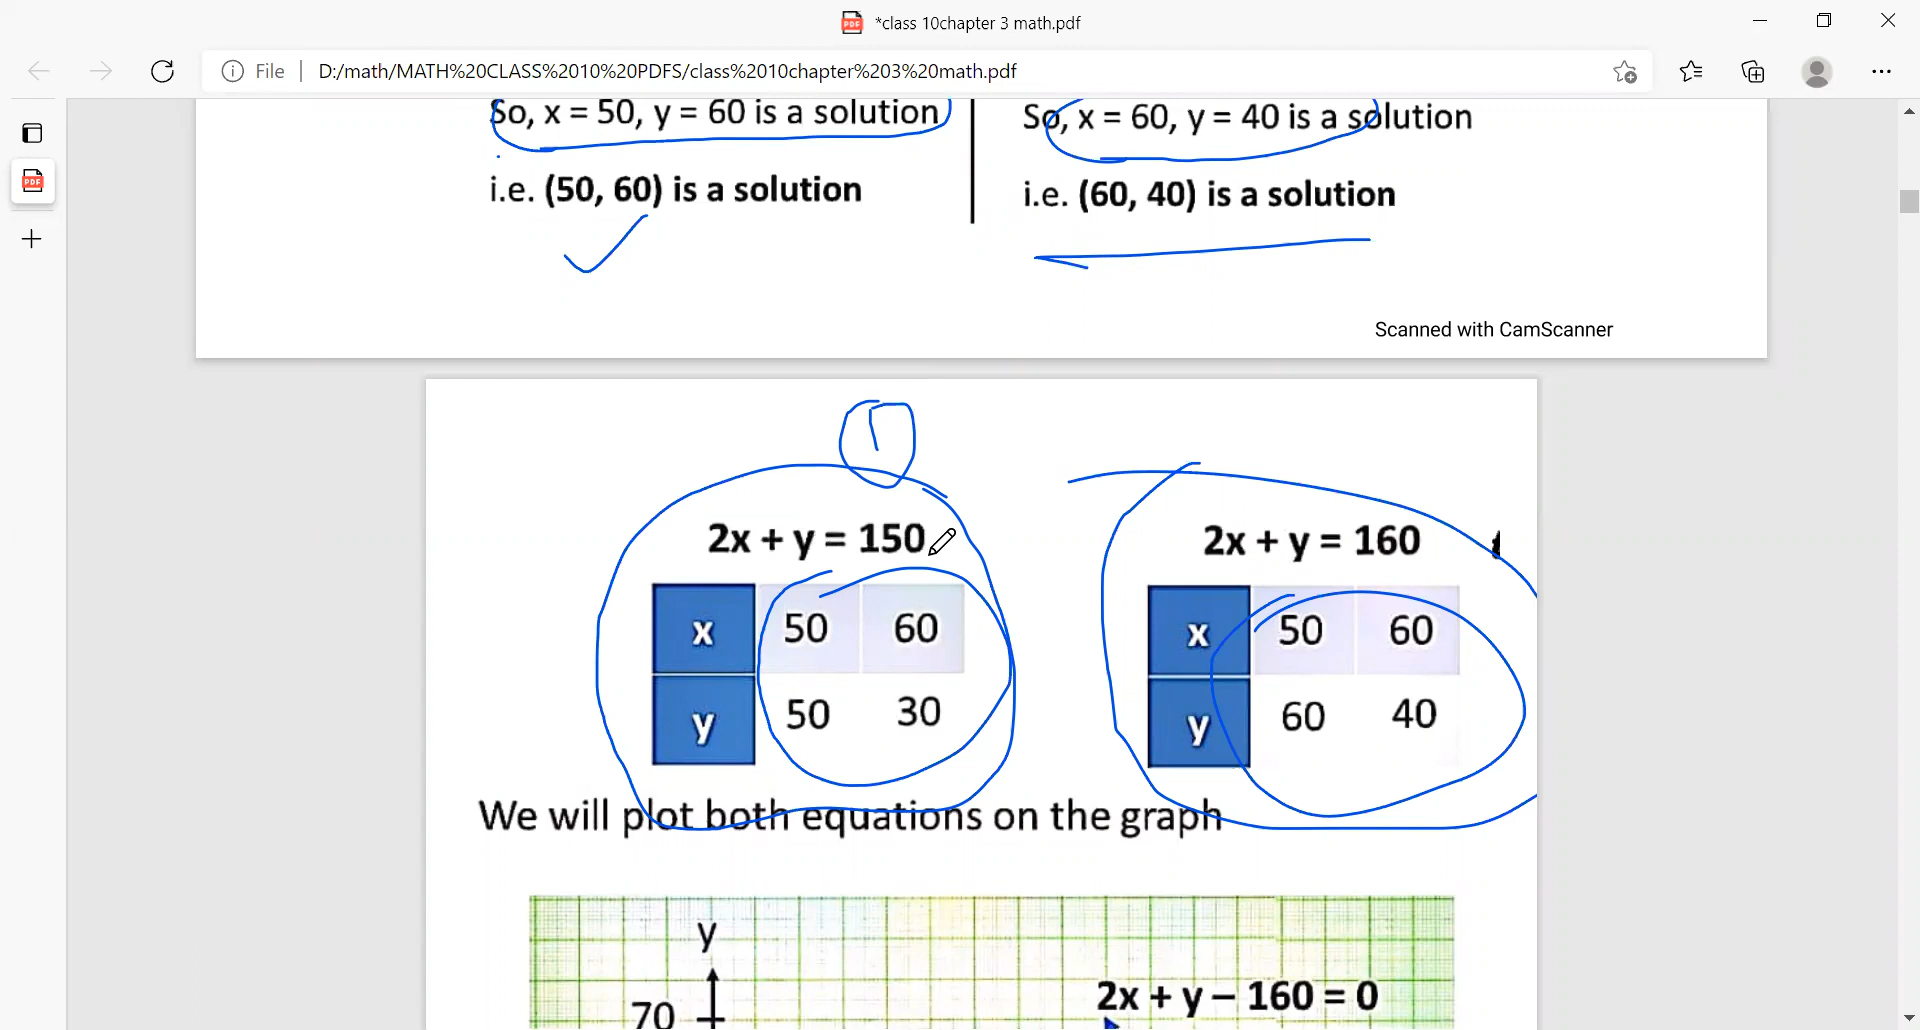 *class 10chapter 3 math.pdf
File | D:/math/MATH%20CLASS%2010%20PDFS/class%2010chapter%203%20math.pdf
So, x = 50, y = 60 is a solution
So, x = 60, y = 40 is a solution
i.e. (50, 60) is a solution
i.e. (60, 40) is a solution
Scanned with CamScanner
1
2x + y = 150
x 50 60
y 50 30
2x + y = 160
x 50 60
y 60 40
We will plot both equations on the graph
y
2x + y – 160 = 0
70